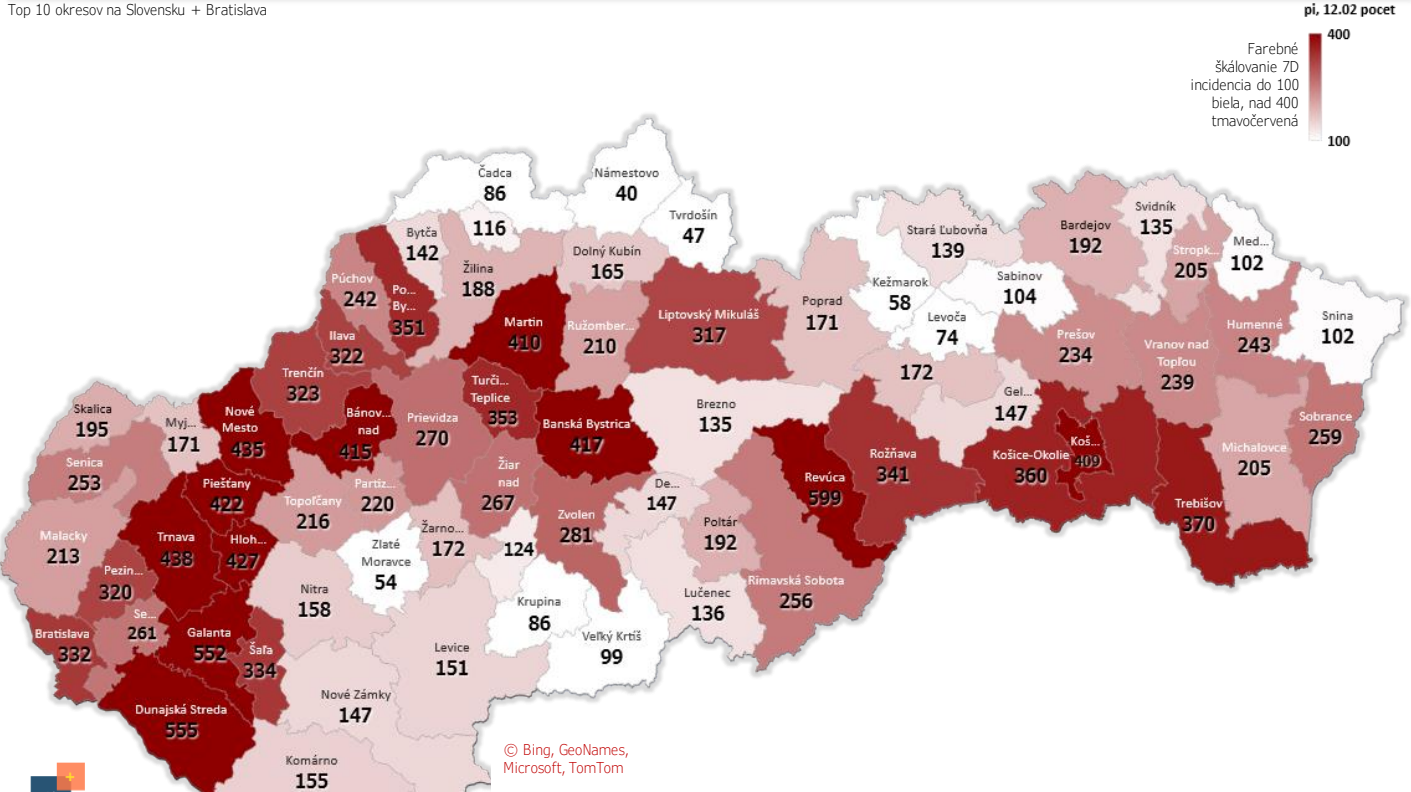 Top 10 okresov na Slovensku + Bratislava
pi, 12.02 pocet
400
Farebné
škálovanie 7D
incidencia do 100
biela, nad 400
tmavočervená
100
Čadca
86
Námestovo
40
Tvrdošín
47
116
Bytča
142
Dolný Kubín
165
Žilina
188
Púchov
242
Po...
By...
351
Ilava
322
Martin
410
Ružomber...
210
Liptovský Mikuláš
317
Poprad
171
Kežmarok
58
Stará Ľubovňa
139
Levoča
74
Sabinov
104
Bardejov
192
Svidník
135
Stropk...
205
Med...
102
Snina
102
Humenné
243
Prešov
234
Vranov nad
Topľou
239
Trenčín
323
Turči...
Teplice
353
Bánov...
nad
415
Prievidza
270
Banská Bystrica
417
Brezno
135
172
Gel...
147
Sobrance
259
Michalovce
205
Skalica
195
Myj...
171
Nové
Mesto
435
Senica
253
Piešťany
422
Topoľčany
216
Partiz...
220
Žiar
nad
267
Zvolen
281
De...
147
Revúca
599
Rožňava
341
Košice-Okolie
360
Koš...
409
Trebišov
370
Malacky
213
Trnava
438
Hloh...
427
Zlaté
Moravce
54
Žarno...
172
124
Poltár
192
Pezin...
320
Nitra
158
Krupina
86
Lučenec
136
Rimavská Sobota
256
Se...
261
Bratislava
332
Galanta
552
Šaľa
334
Levice
151
Veľký Krtíš
99
Dunajská Streda
555
Nové Zámky
147
Komárno
155
© Bing, GeoNames,
Microsoft, TomTom